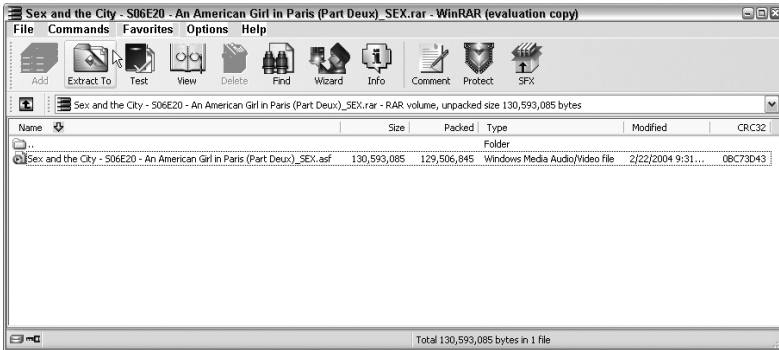 Sex and the City - S06E20 - An American Girl in Paris (Part Deux)_SEX.rar - WinRAR (evaluation copy)
File Commands Favorites Options Help
Add Extract To Test View Delete Find Wizard Info Comment Protect SFX
Sex and the City - S06E20 - An American Girl in Paris (Part Deux)_SEX.rar - RAR volume, unpacked size 130,593,085 bytes
Name Size Packed Type Modified CRC32
.. Folder
Sex and the City - S06E20 - An American Girl in Paris (Part Deux)_SEX.asf 130,593,085 129,506,845 Windows Media Audio/Video file 2/22/2004 9:31... 0BC73D43
Total 130,593,085 bytes in 1 file